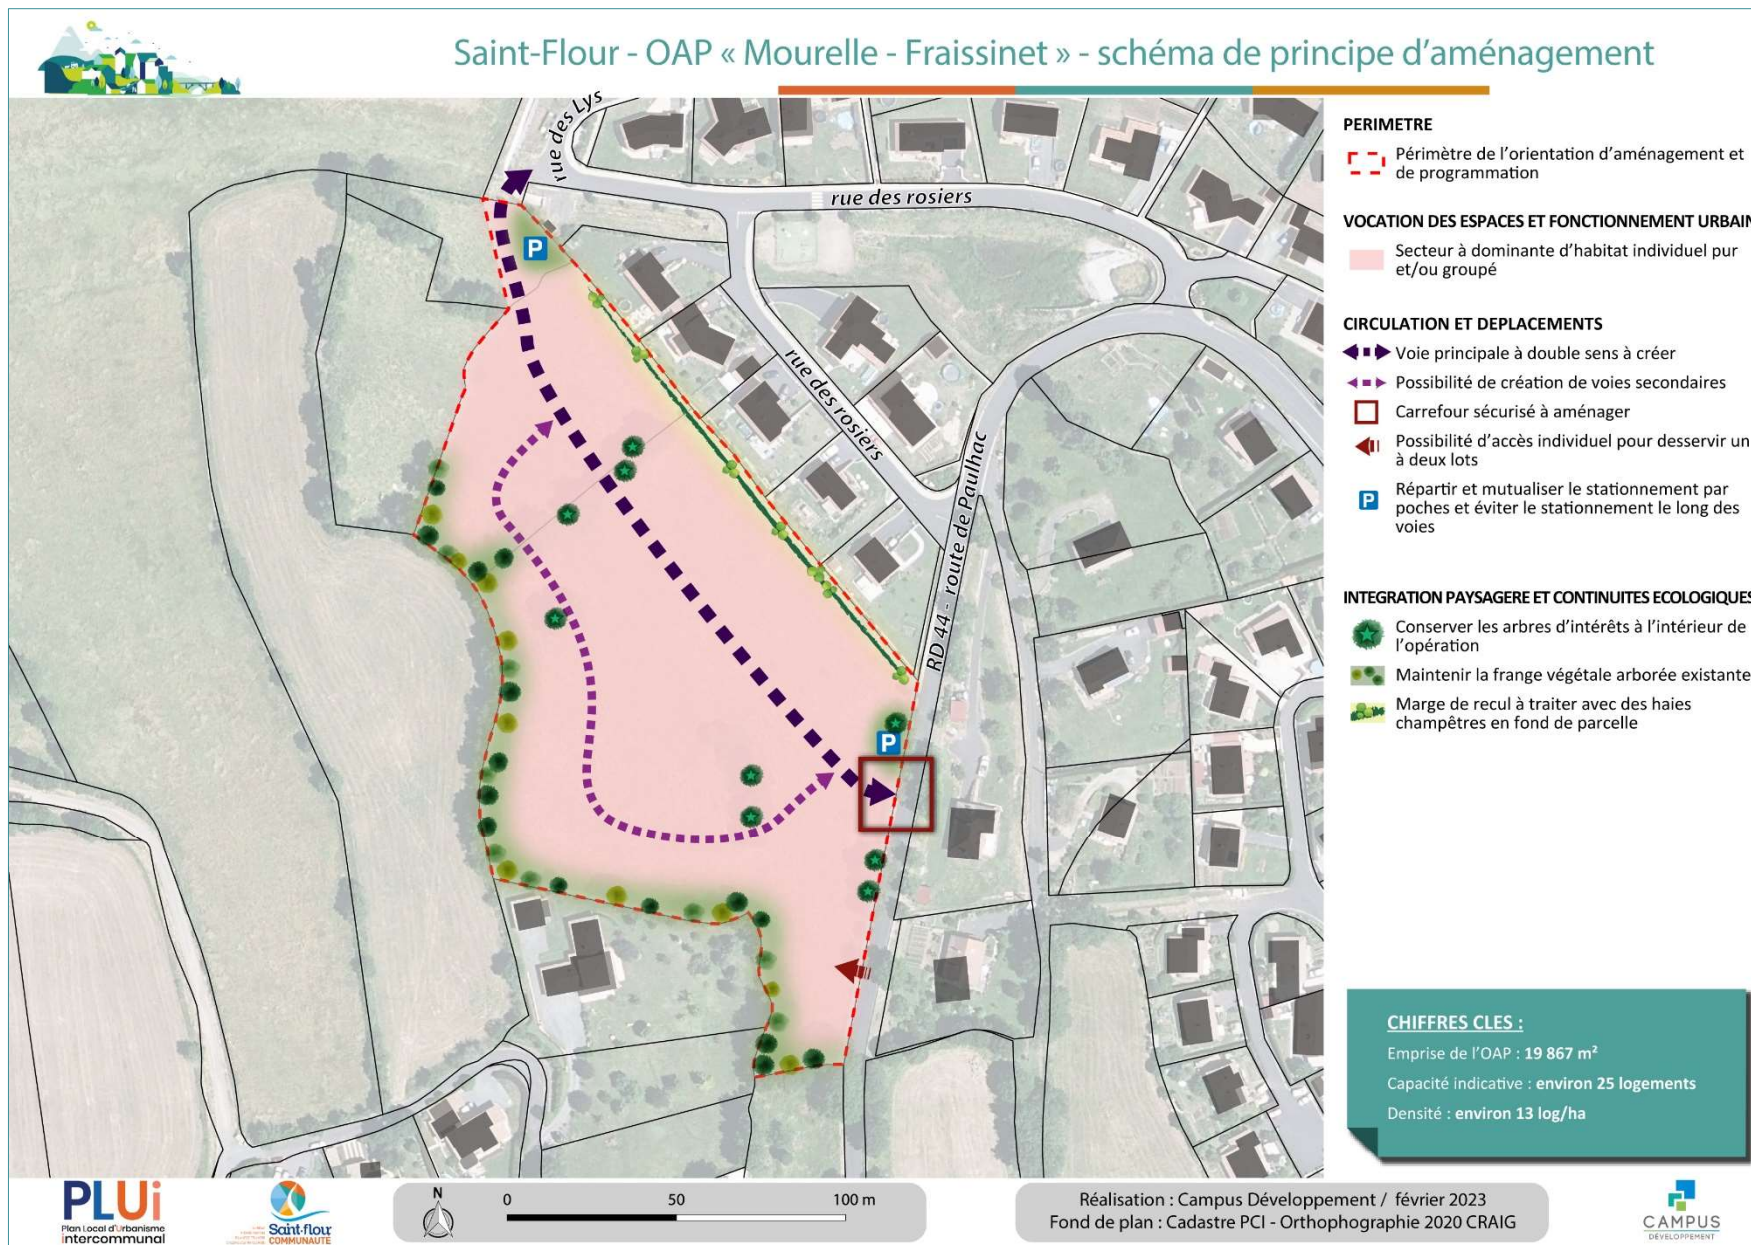 Saint-Flour - OAP « Mourelle - Fraissinet » - schéma de principe d'aménagement
rue des Lys
rue des rosiers
rue des rosiers
RD 44 - route de Paulhac
P
P
PERIMETRE
Périmètre de l'orientation d'aménagement et
de programmation
VOCATION DES ESPACES ET FONCTIONNEMENT URBAIN
Secteur à dominante d'habitat individuel pur
et/ou groupé
CIRCULATION ET DEPLACEMENTS
Voie principale à double sens à créer
Possibilité de création de voies secondaires
Carrefour sécurisé à aménager
Possibilité d'accès individuel pour desservir un
à deux lots
P
Répartir et mutualiser le stationnement par
poches et éviter le stationnement le long des
voies
INTEGRATION PAYSAGERE ET CONTINUITES ECOLOGIQUES
Conserver les arbres d'intérêts à l'intérieur de
l'opération
Maintenir la frange végétale arborée existante
Marge de recul à traiter avec des haies
champêtres en fond de parcelle
CHIFFRES CLES :
Emprise de l'OAP : 19 867 m²
Capacité indicative : environ 25 logements
Densité : environ 13 log/ha
PLUi
Plan Local d'Urbanisme
intercommunal
Saint-flour
COMMUNAUTÉ
N
0 50 100 m
Réalisation : Campus Développement / février 2023
Fond de plan : Cadastre PCI - Orthophographie 2020 CRAIG
CAMPUS
DÉVELOPPEMENT